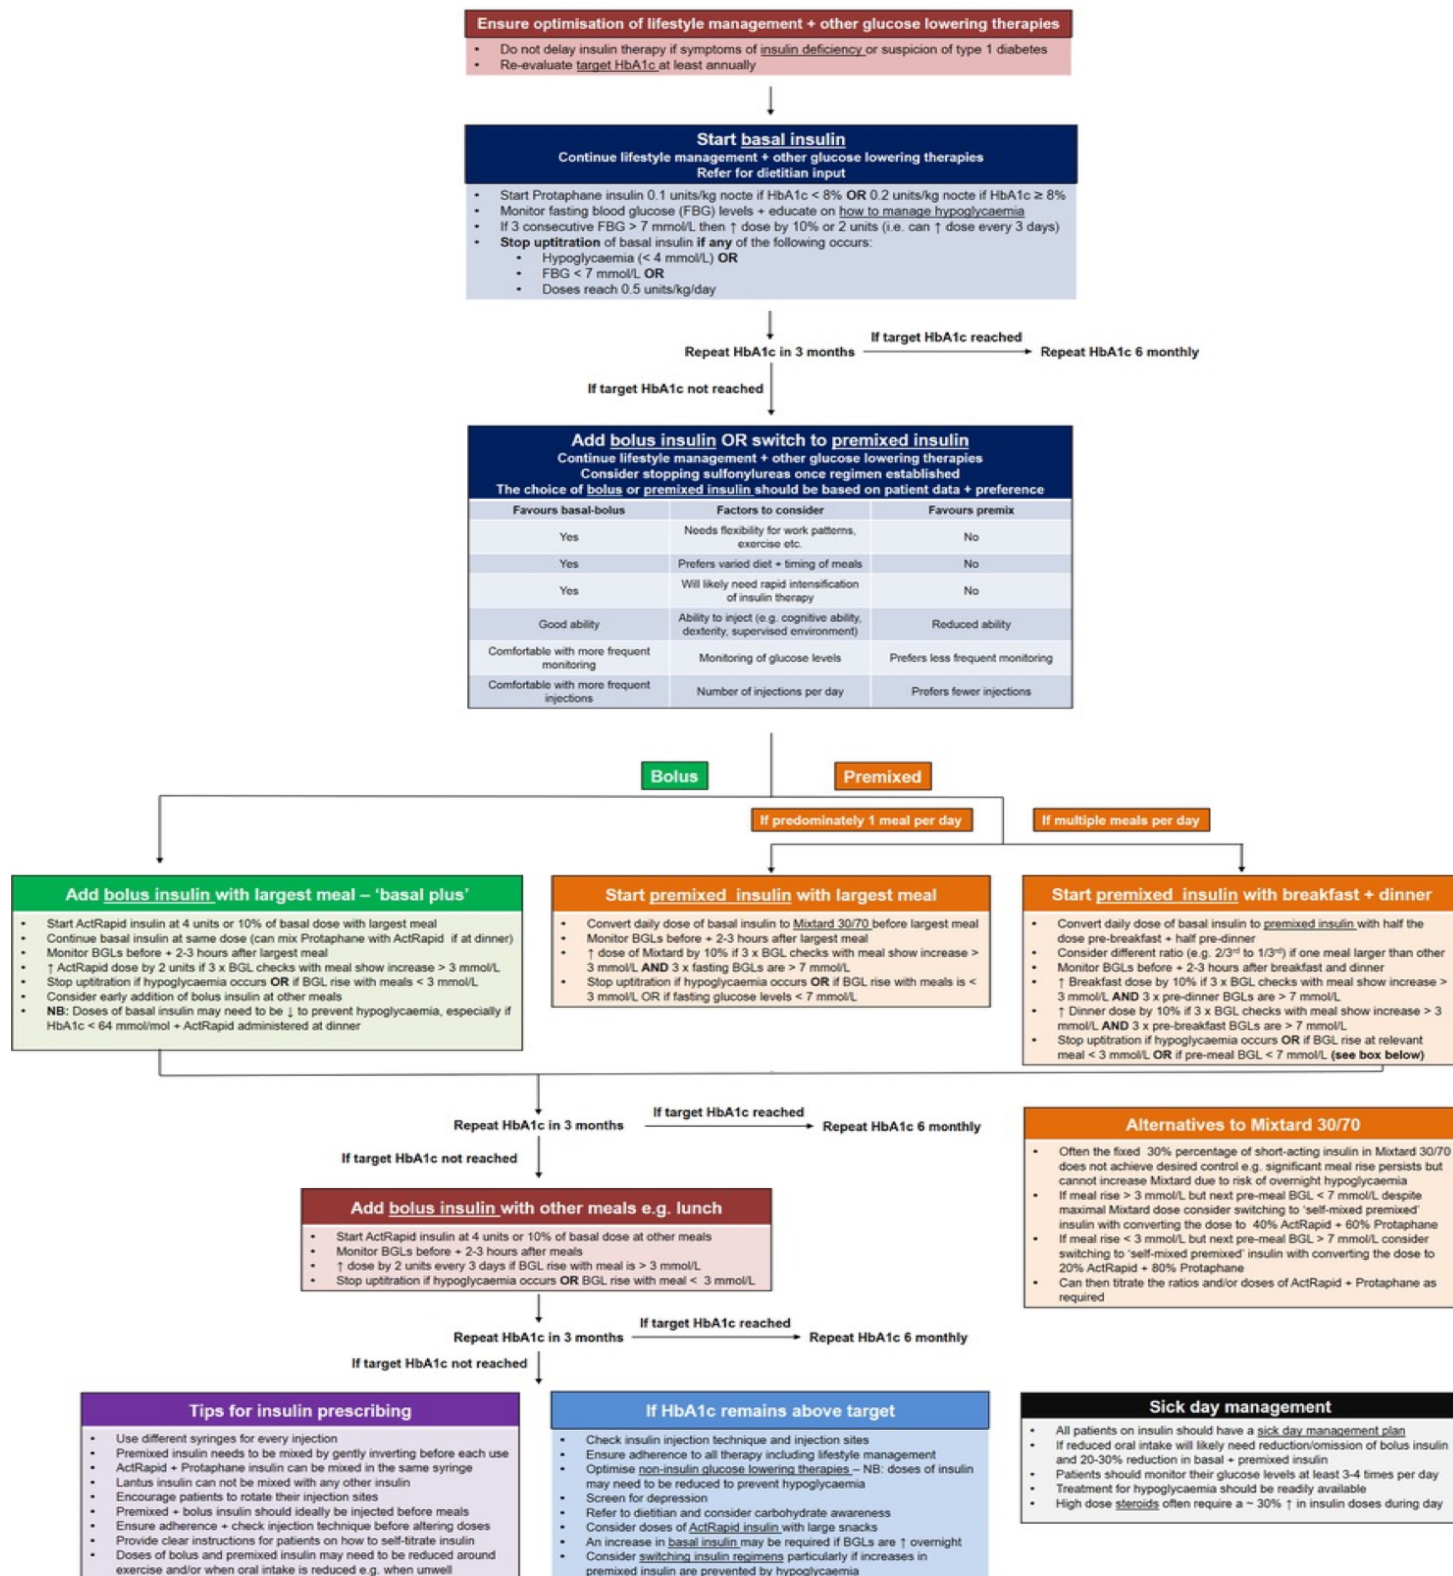 Ensure optimisation of lifestyle management + other glucose lowering therapies
• Do not delay insulin therapy if symptoms of insulin deficiency or suspicion of type 1 diabetes
• Re-evaluate target HbA1c at least annually
Start basal insulin
Continue lifestyle management + other glucose lowering therapies
Refer for dietitian input
• Start Protaphane insulin 0.1 units/kg nocte if HbA1c < 8% OR 0.2 units/kg nocte if HbA1c ≥ 8%
• Monitor fasting blood glucose (FBG) levels + educate on how to manage hypoglycaemia
• If 3 consecutive FBG > 7 mmol/L then ↑ dose by 10% or 2 units (i.e. can ↑ dose every 3 days)
• Stop uptitration of basal insulin if any of the following occurs:
• Hypoglycaemia (< 4 mmol/L) OR
• FBG < 7 mmol/L OR
• Doses reach 0.5 units/kg/day
If target HbA1c reached
Repeat HbA1c in 3 months
Repeat HbA1c 6 monthly
If target HbA1c not reached
Add bolus insulin OR switch to premixed insulin
Continue lifestyle management + other glucose lowering therapies
Consider stopping sulfonylureas once regimen established
The choice of bolus or premixed insulin should be based on patient data + preference
Favours basal-bolus Factors to consider Favours premix
Yes Needs flexibility for work patterns, No
exercise etc.
Yes Prefers varied diet + timing of meals No
Yes Will likely need rapid intensification No
of insulin therapy
Good ability Ability to inject (e.g. cognitive ability, Reduced ability
dexterity, supervised environment)
Comfortable with more frequent Monitoring of glucose levels Prefers less frequent monitoring
monitoring
Comfortable with more frequent Number of injections per day Prefers fewer injections
injections
Bolus
Premixed
If predominately 1 meal per day
If multiple meals per day
Add bolus insulin with largest meal – 'basal plus'
• Start ActRapid insulin at 4 units or 10% of basal dose with largest meal
• Continue basal insulin at same dose (can mix Protaphane with ActRapid if at dinner)
• Monitor BGLs before + 2-3 hours after largest meal
• ↑ ActRapid dose by 2 units if 3 x BGL checks with meal show increase > 3 mmol/L
• Stop uptitration if hypoglycaemia occurs OR if BGL rise with meals < 3 mmol/L
• Consider early addition of bolus insulin at other meals
• NB: Doses of basal insulin may need to be ↓ to prevent hypoglycaemia, especially if
HbA1c < 64 mmol/mol + ActRapid administered at dinner
Start premixed insulin with largest meal
• Convert daily dose of basal insulin to Mixtard 30/70 before largest meal
• Monitor BGLs before + 2-3 hours after largest meal
• ↑ dose of Mixtard by 10% if 3 x BGL checks with meal show increase >
3 mmol/L AND 3 x fasting BGLs are > 7 mmol/L
• Stop uptitration if hypoglycaemia occurs OR if BGL rise with meals is <
3 mmol/L OR if fasting glucose levels < 7 mmol/L
Start premixed insulin with breakfast + dinner
• Convert daily dose of basal insulin to premixed insulin with half the
dose pre-breakfast + half pre-dinner
• Consider different ratio (e.g. 2/3rd to 1/3rd) if one meal larger than other
• Monitor BGLs before + 2-3 hours after breakfast and dinner
• ↑ Breakfast dose by 10% if 3 x BGL checks with meal show increase >
3 mmol/L AND 3 x pre-dinner BGLs are > 7 mmol/L
• ↑ Dinner dose by 10% if 3 x BGL checks with meal show increase > 3
mmol/L AND 3 x pre-breakfast BGLs are > 7 mmol/L
• Stop uptitration if hypoglycaemia occurs OR if BGL rise at relevant
meal < 3 mmol/L OR if pre-meal BGL < 7 mmol/L (see box below)
If target HbA1c reached
Repeat HbA1c in 3 months
Repeat HbA1c 6 monthly
If target HbA1c not reached
Alternatives to Mixtard 30/70
• Often the fixed 30% percentage of short-acting insulin in Mixtard 30/70
does not achieve desired control e.g. significant meal rise persists but
cannot increase Mixtard due to risk of overnight hypoglycaemia
• If meal rise > 3 mmol/L but next pre-meal BGL < 7 mmol/L despite
maximal Mixtard dose consider switching to 'self-mixed premixed'
insulin with converting the dose to 40% ActRapid + 60% Protaphane
• If meal rise < 3 mmol/L but next pre-meal BGL > 7 mmol/L consider
switching to 'self-mixed premixed' insulin with converting the dose to
20% ActRapid + 80% Protaphane
• Can then titrate the ratios and/or doses of ActRapid + Protaphane as
required
Add bolus insulin with other meals e.g. lunch
• Start ActRapid insulin at 4 units or 10% of basal dose at other meals
• Monitor BGLs before + 2-3 hours after meals
• ↑ dose by 2 units every 3 days if BGL rise with meal is > 3 mmol/L
• Stop uptitration if hypoglycaemia occurs OR BGL rise with meal < 3 mmol/L
If target HbA1c reached
Repeat HbA1c in 3 months
Repeat HbA1c 6 monthly
If target HbA1c not reached
Tips for insulin prescribing
• Use different syringes for every injection
• Premixed insulin needs to be mixed by gently inverting before each use
• ActRapid + Protaphane insulin can be mixed in the same syringe
• Lantus insulin can not be mixed with any other insulin
• Encourage patients to rotate their injection sites
• Premixed + bolus insulin should ideally be injected before meals
• Ensure adherence + check injection technique before altering doses
• Provide clear instructions for patients on how to self-titrate insulin
• Doses of bolus and premixed insulin may need to be reduced around
exercise and/or when oral intake is reduced e.g. when unwell
If HbA1c remains above target
• Check insulin injection technique and injection sites
• Ensure adherence to all therapy including lifestyle management
• Optimise non-insulin glucose lowering therapies – NB: doses of insulin
may need to be reduced to prevent hypoglycaemia
• Screen for depression
• Refer to dietitian and consider carbohydrate awareness
• Consider doses of ActRapid insulin with large snacks
• An increase in basal insulin may be required if BGLs are ↑ overnight
• Consider switching insulin regimens particularly if increases in
premixed insulin are prevented by hypoglycaemia
Sick day management
• All patients on insulin should have a sick day management plan
• If reduced oral intake will likely need reduction/omission of bolus insulin
and 20-30% reduction in basal + premixed insulin
• Patients should monitor their glucose levels at least 3-4 times per day
• Treatment for hypoglycaemia should be readily available
• High dose steroids often require a ~ 30% ↑ in insulin doses during day